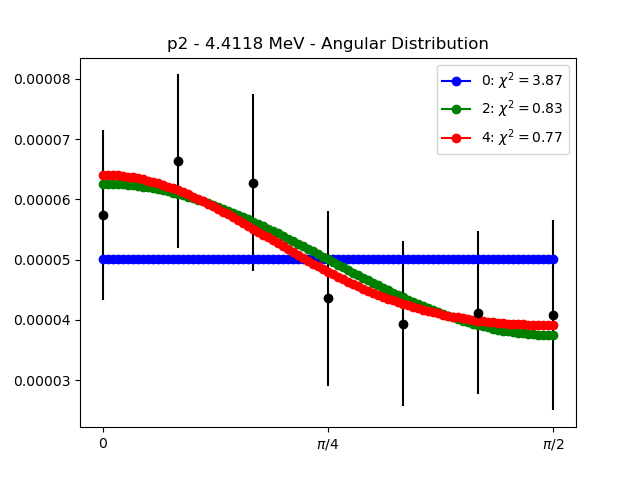 p2 - 4.4118 MeV - Angular Distribution
0.00008
0.00007
0.00006
0.00005
0.00004
0.00003
0
π/4
π/2
0: χ² = 3.87
2: χ² = 0.83
4: χ² = 0.77